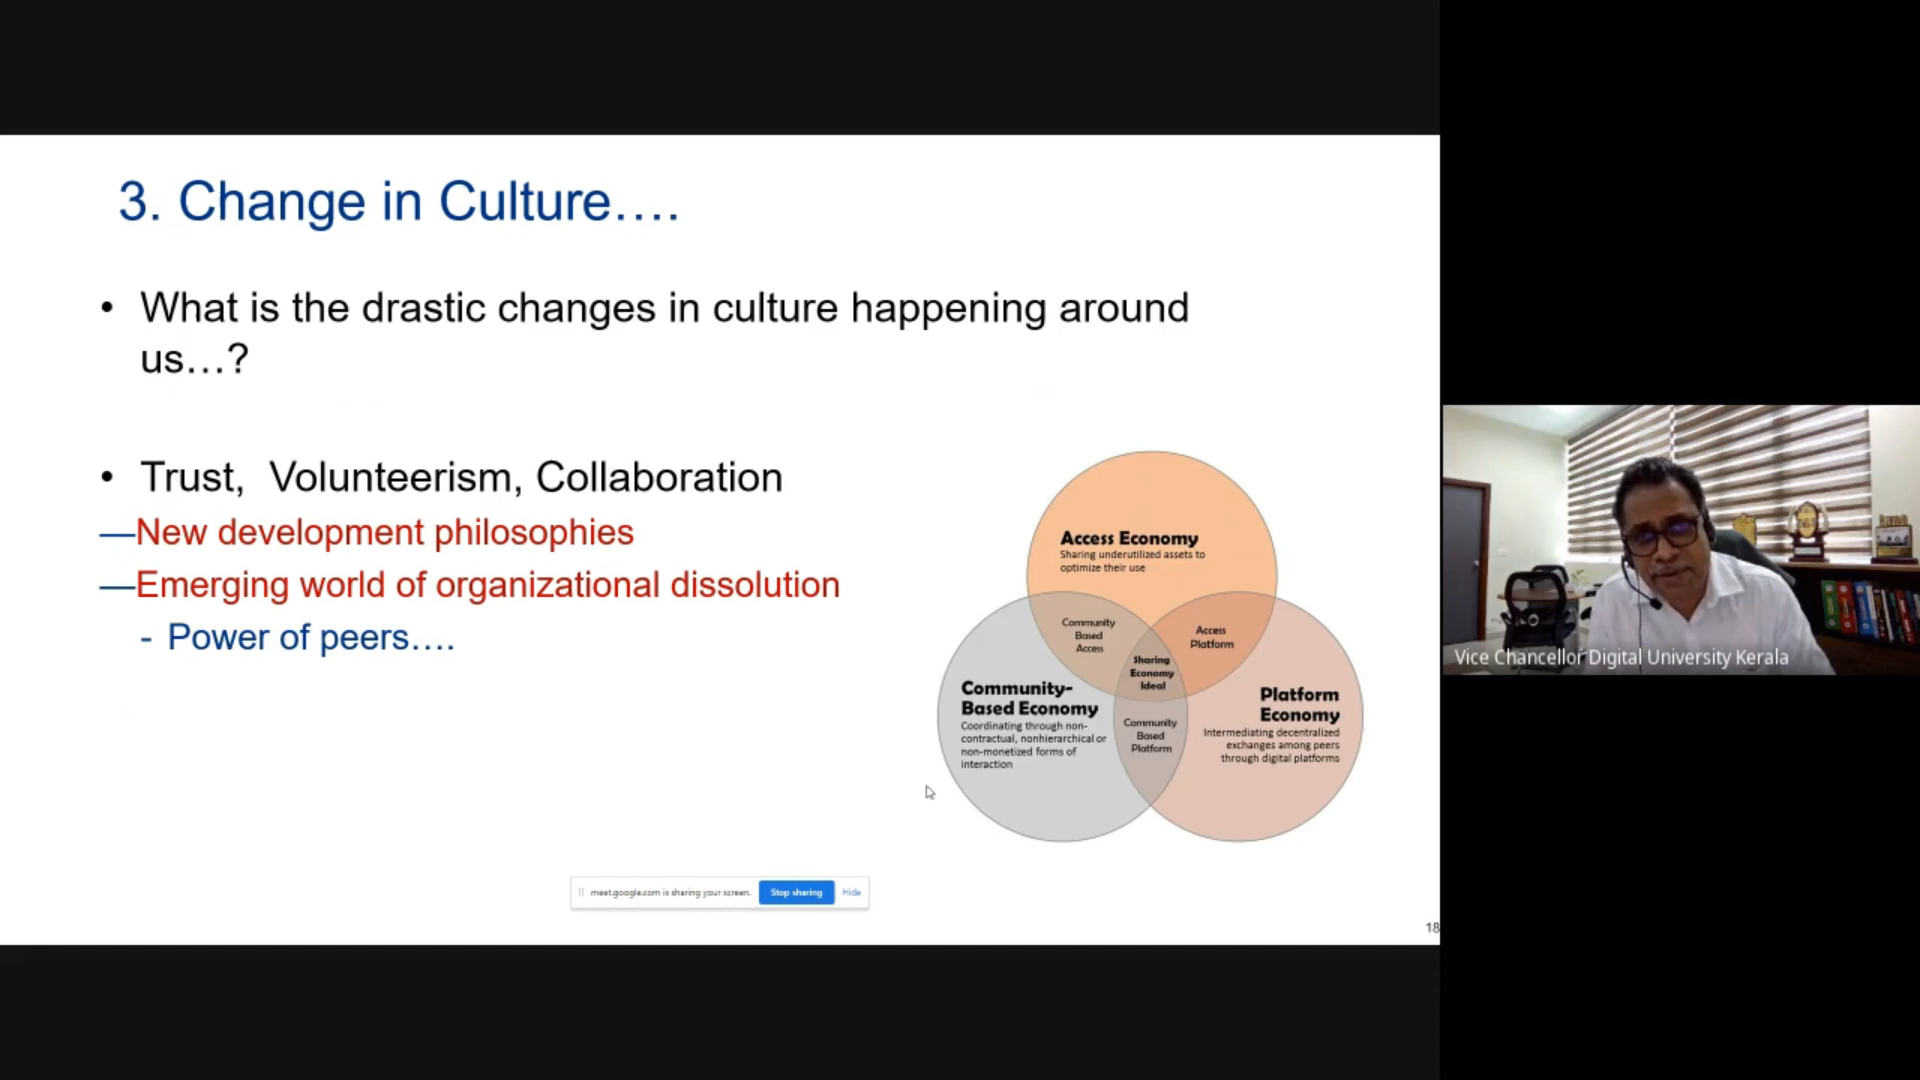 3. Change in Culture....
• What is the drastic changes in culture happening around
us...?
• Trust, Volunteerism, Collaboration
—New development philosophies
—Emerging world of organizational dissolution
- Power of peers....
Access Economy
Sharing underutilized assets to
optimize their use
Community
Based
Access
Access
Platform
Sharing
Economy
Ideal
Community-
Based Economy
Coordinating through non-
contractual, nonhierarchical or
non-monetized forms of
interaction
Community
Based
Platform
Platform
Economy
Intermediating decentralized
exchanges among peers
through digital platforms
meet.google.com is sharing your screen.
Stop sharing
Hide
18
Vice Chancellor Digital University Kerala